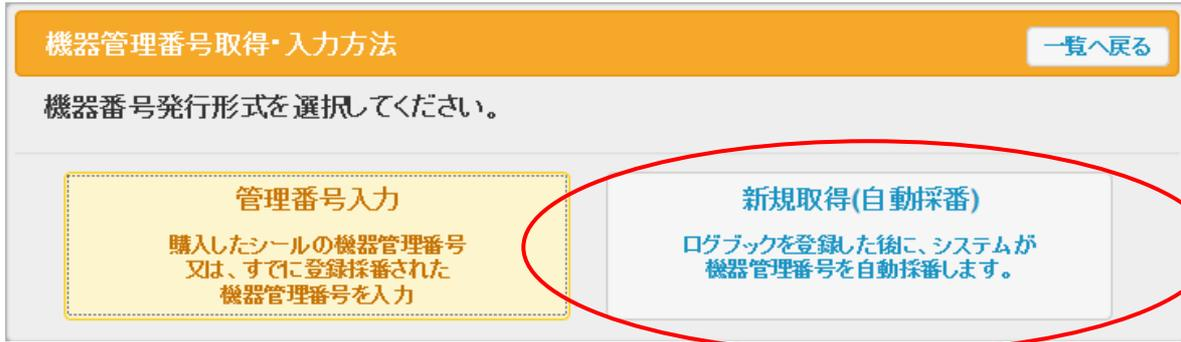 機器管理番号取得・入力方法
一覧へ戻る
機器番号発行形式を選択してください。
管理番号入力
購入したシールの機器管理番号
又は、すでに登録採番された
機器管理番号を入力
新規取得(自動採番)
ログブックを登録した後に、システムが
機器管理番号を自動採番します。